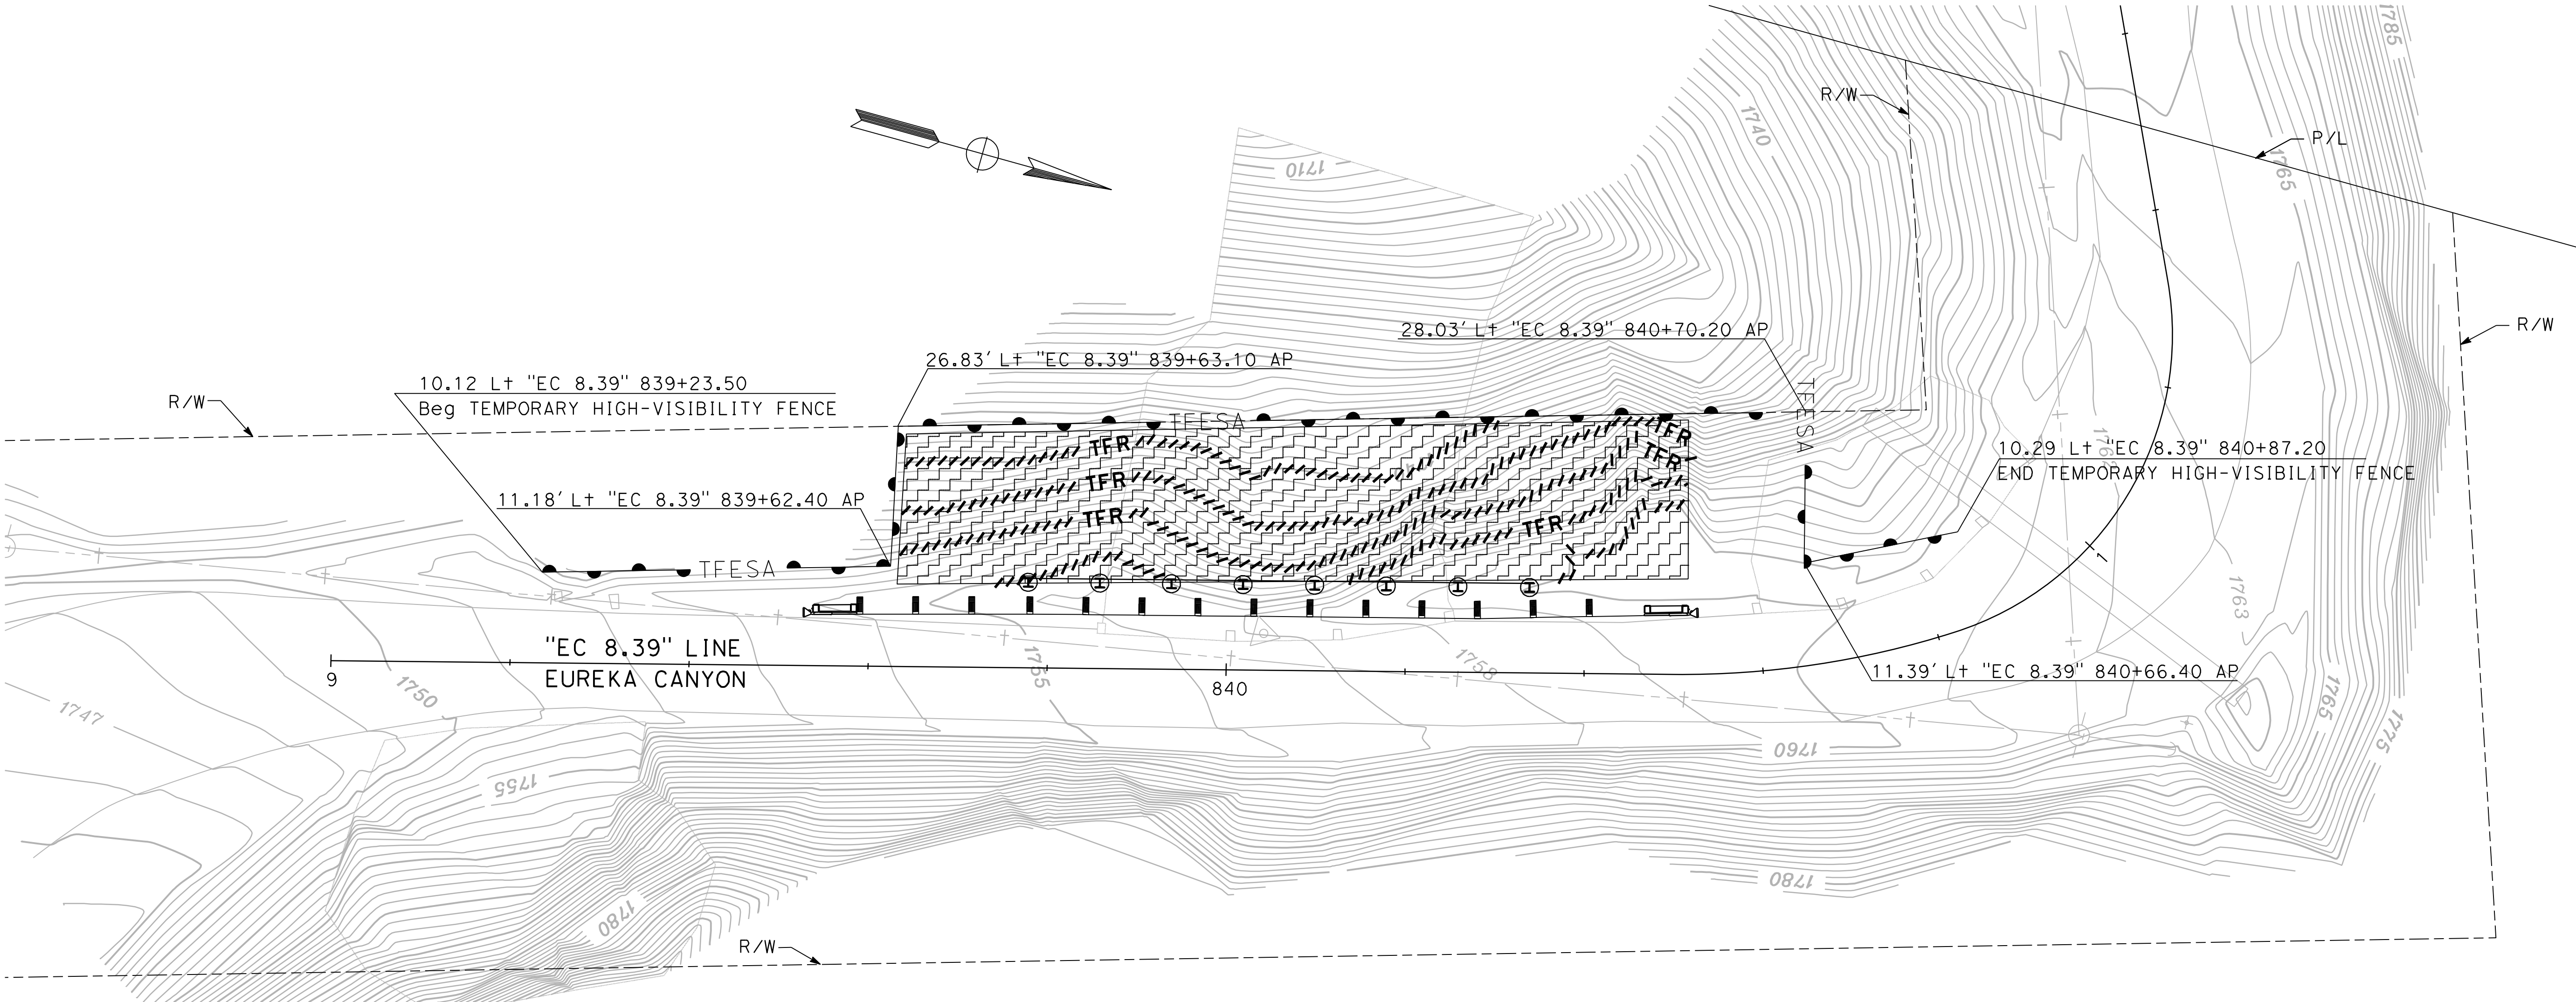 1785
R/W
1740
P/L
1710
1765
28.03' Lt "EC 8.39" 840+70.20 AP
R/W
26.83' Lt "EC 8.39" 839+63.10 AP
10.12 Lt "EC 8.39" 839+23.50
Beg TEMPORARY HIGH-VISIBILITY FENCE
R/W
TFESA
TFESA
TFR
TFR
TFR
10.29 Lt "EC 8.39" 840+87.20
END TEMPORARY HIGH-VISIBILITY FENCE
TFR
11.18' Lt "EC 8.39" 839+62.40 AP
TFR
TFR
TFESA
1
1763
"EC 8.39" LINE
EUREKA CANYON
9
840
1755
1758
11.39' Lt "EC 8.39" 840+66.40 AP
1750
1747
1765
1775
1760
1755
1780
1780
R/W